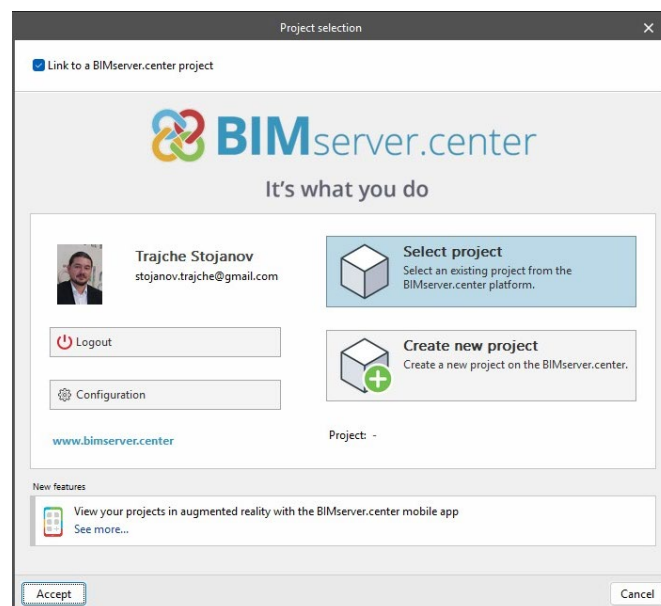 Project selection
Link to a BIMserver.center project
BIMserver.center
It's what you do
Trajche Stojanov
stojanov.trajche@gmail.com
Select project
Select an existing project from the
BIMserver.center platform.
Logout
Create new project
Create a new project on the BIMserver.center.
Configuration
www.bimserver.center
Project: -
New features
View your projects in augmented reality with the BIMserver.center mobile app
See more...
Accept
Cancel